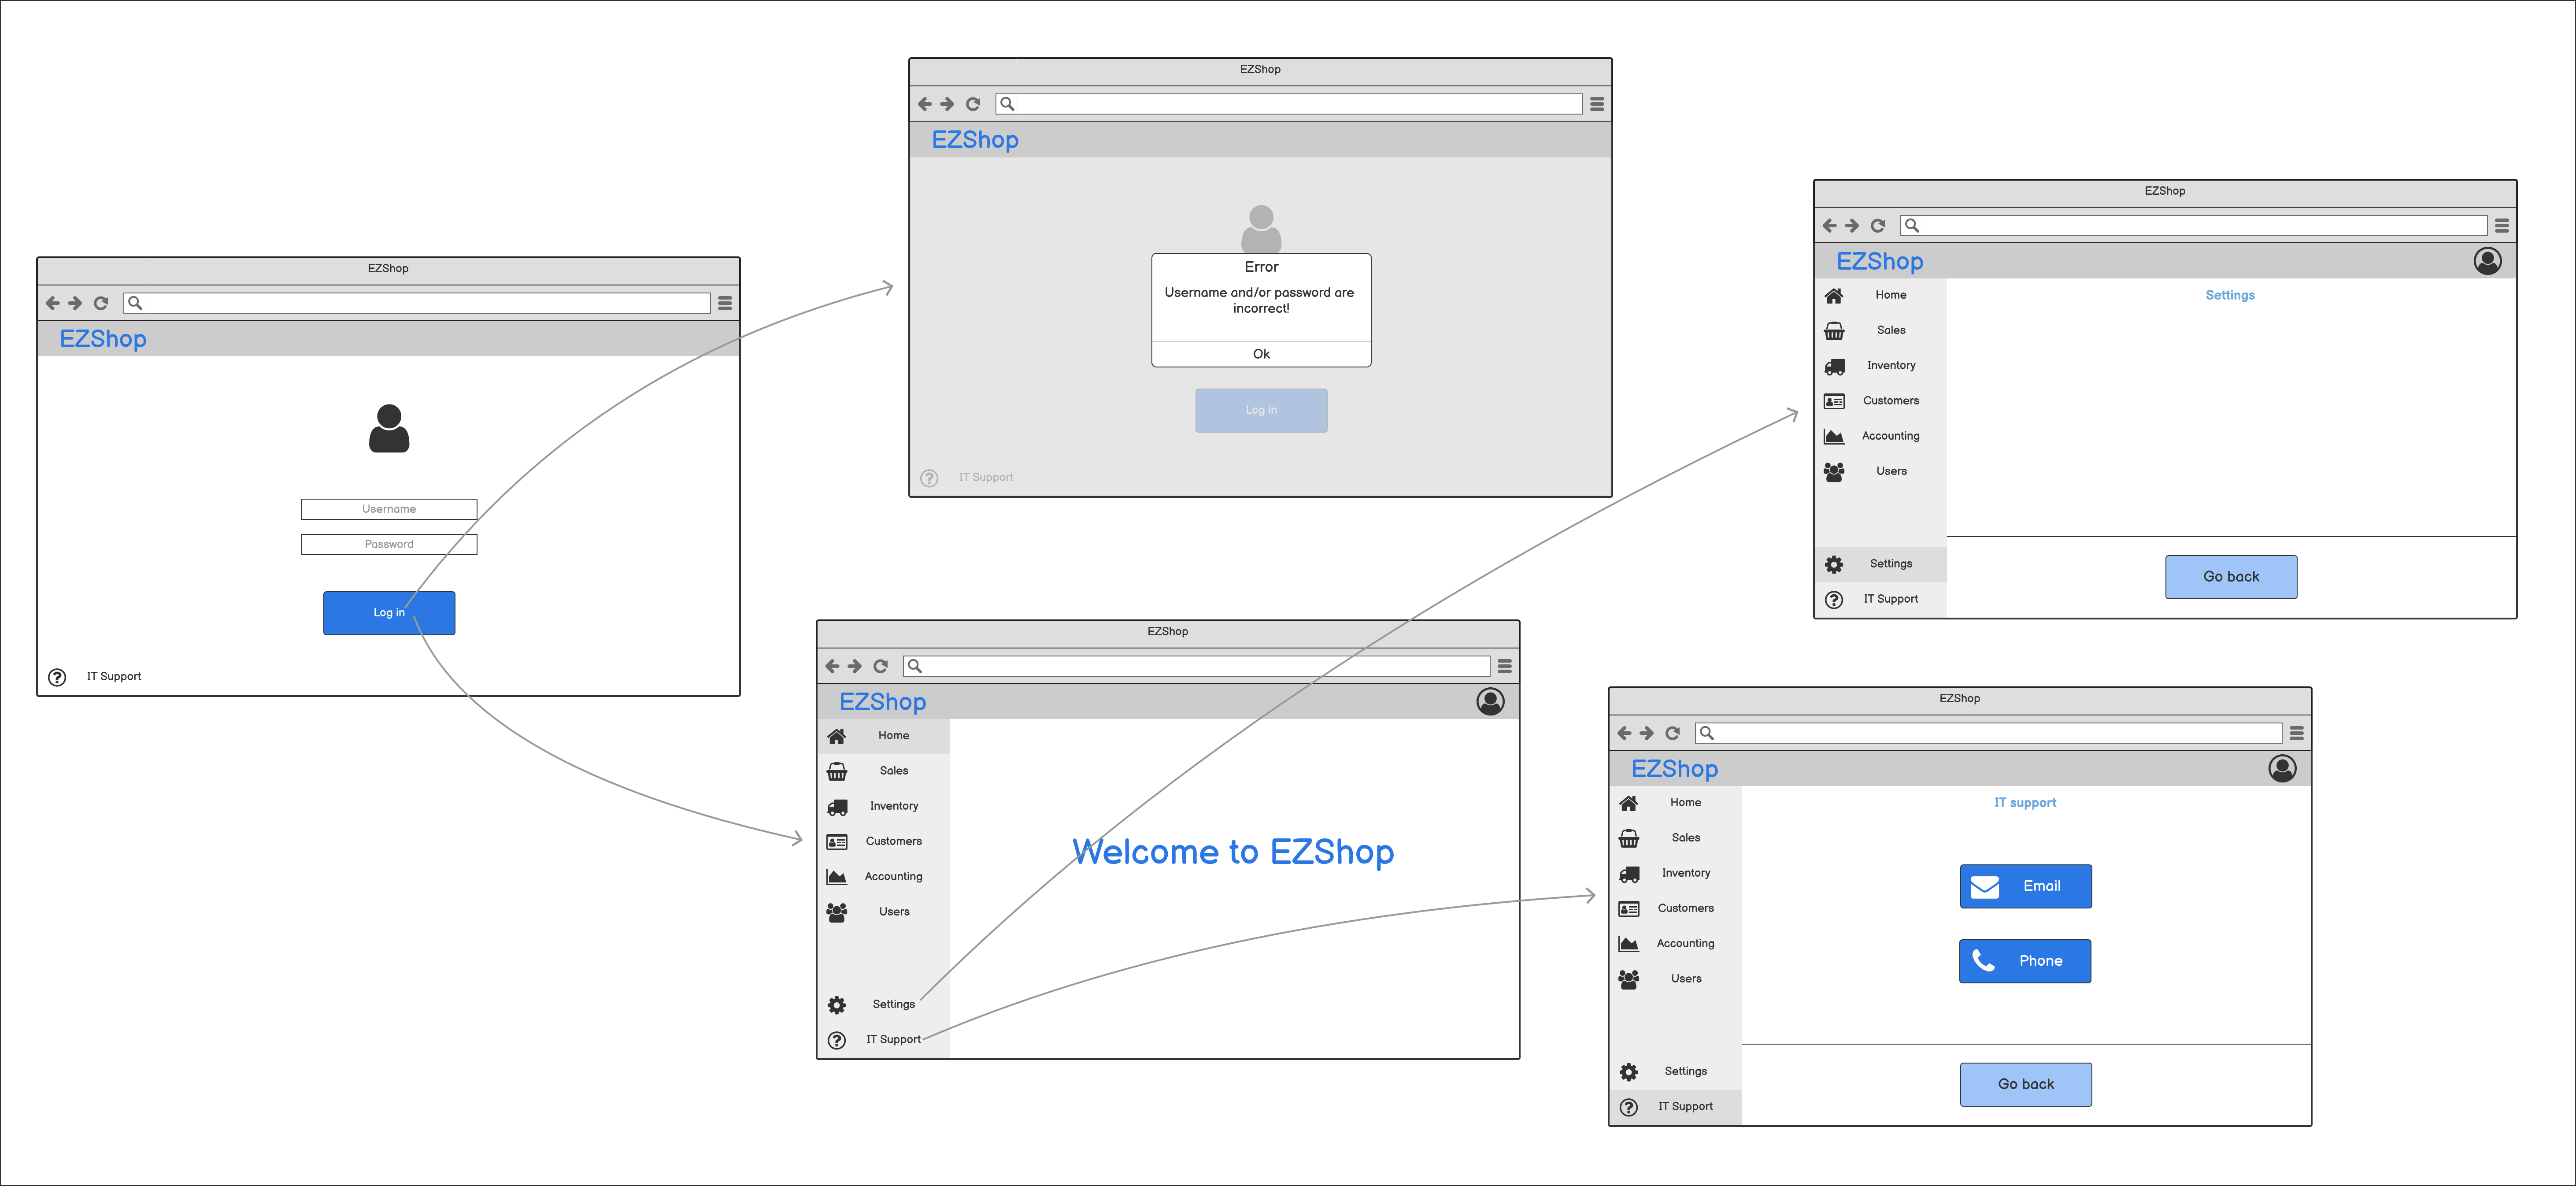 EZShop
EZShop
Username
Password
Log in
IT Support
EZShop
EZShop
Error
Username and/or password are
incorrect!
Ok
Log in
IT Support
EZShop
EZShop
Home
Sales
Inventory
Customers
Accounting
Users
Settings
IT Support
Welcome to EZShop
EZShop
EZShop
Home
Sales
Inventory
Customers
Accounting
Users
Settings
IT Support
Settings
Go back
EZShop
EZShop
Home
Sales
Inventory
Customers
Accounting
Users
Settings
IT Support
IT support
Email
Phone
Go back